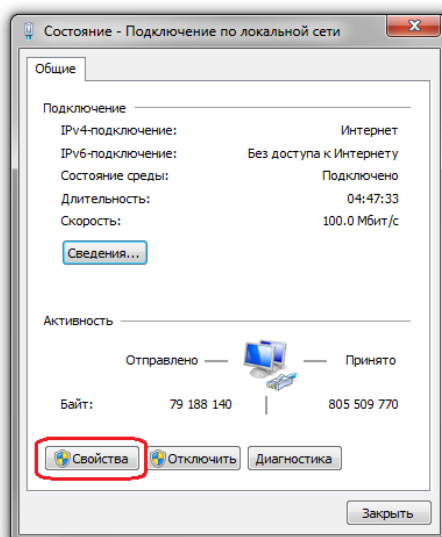 Состояние - Подключение по локальной сети
Общие
Подключение
IPv4-подключение: Интернет
IPv6-подключение: Без доступа к Интернету
Состояние среды: Подключено
Длительность: 04:47:33
Скорость: 100.0 Мбит/с
Сведения...
Активность
Отправлено — — Принято
Байт: 79 188 140 | 805 509 770
Свойства Отключить Диагностика
Закрыть